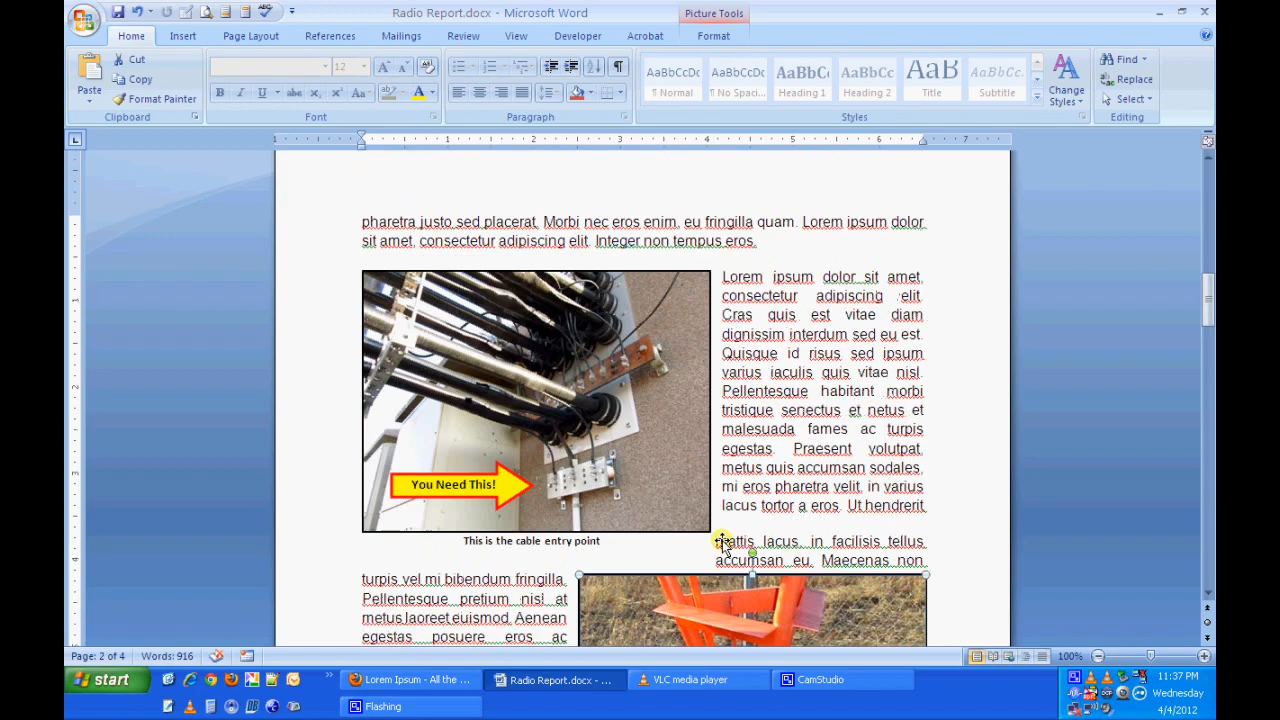 Radio Report.docx - Microsoft Word
Picture Tools
Home
Insert
Page Layout
References
Mailings
Review
View
Developer
Acrobat
Format
Paste
Cut
Copy
Format Painter
Clipboard
12
Font
Paragraph
AaBbCcDc
¶ Normal
AaBbCcDc
¶ No Spaci...
AaBbC
Heading 1
AaBbCc
Heading 2
AaB
Title
AaBbCc.
Subtitle
Change Styles
Styles
Find
Replace
Select
Editing
1 1 2 3 4 5 6 7
pharetra justo sed placerat. Morbi nec eros enim, eu fringilla quam. Lorem ipsum dolor
sit amet, consectetur adipiscing elit. Integer non tempus eros.
Lorem ipsum dolor sit amet,
consectetur adipiscing elit.
Cras quis est vitae diam
dignissim interdum sed eu est.
Quisque id risus sed ipsum
varius iaculis quis vitae nisl.
Pellentesque habitant morbi
tristique senectus et netus et
malesuada fames ac turpis
egestas. Praesent volutpat,
metus quis accumsan sodales,
mi eros pharetra velit, in varius
lacus tortor a eros. Ut hendrerit
You Need This!
This is the cable entry point
mattis lacus, in facilisis tellus
accumsan eu. Maecenas non
turpis vel mi bibendum fringilla.
Pellentesque pretium nisl at
metus laoreet euismod. Aenean
egestas posuere eros ac
Page: 2 of 4
Words: 916
100%
start
Lorem Ipsum - All the ...
Radio Report.docx - ...
VLC media player
CamStudio
Flashing
11:37 PM
Wednesday
4/4/2012